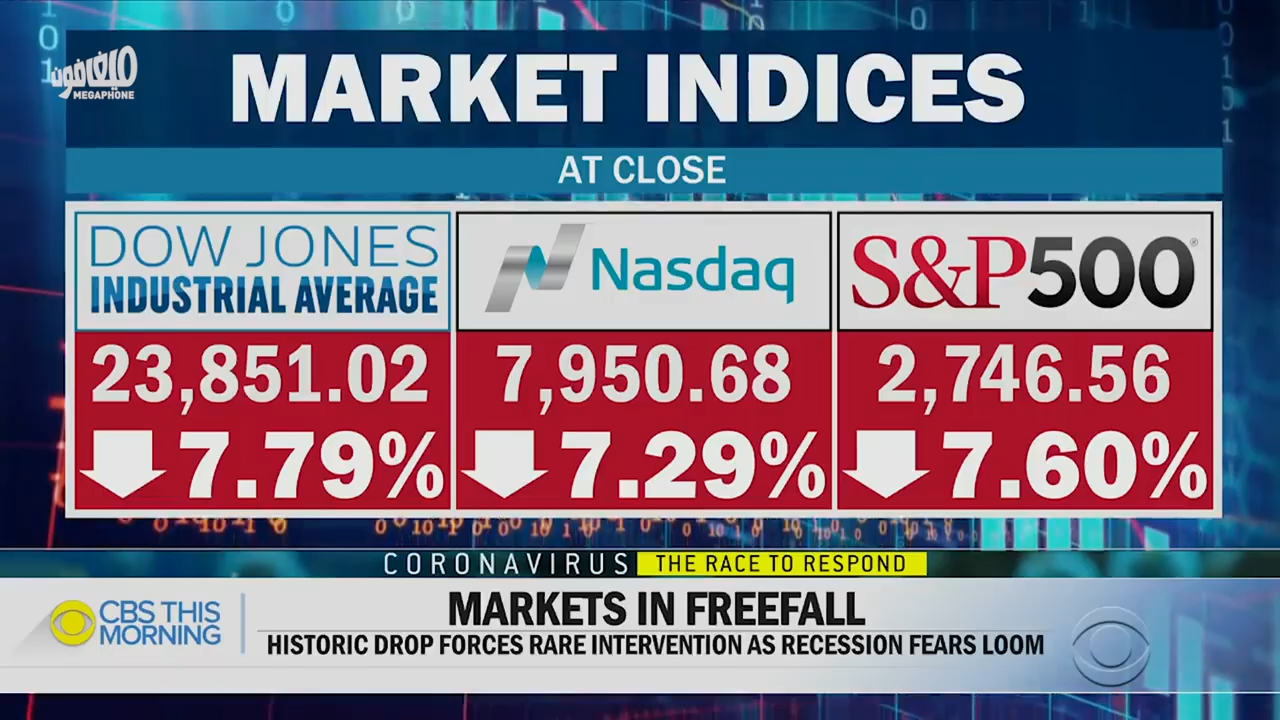 ميغافون
MEGAPHONE
MARKET INDICES
AT CLOSE
DOW JONES
INDUSTRIAL AVERAGE
23,851.02
7.79%
Nasdaq
7,950.68
7.29%
S&P500®
2,746.56
7.60%
CORONAVIRUS THE RACE TO RESPOND
CBS THIS
MORNING
MARKETS IN FREEFALL
HISTORIC DROP FORCES RARE INTERVENTION AS RECESSION FEARS LOOM